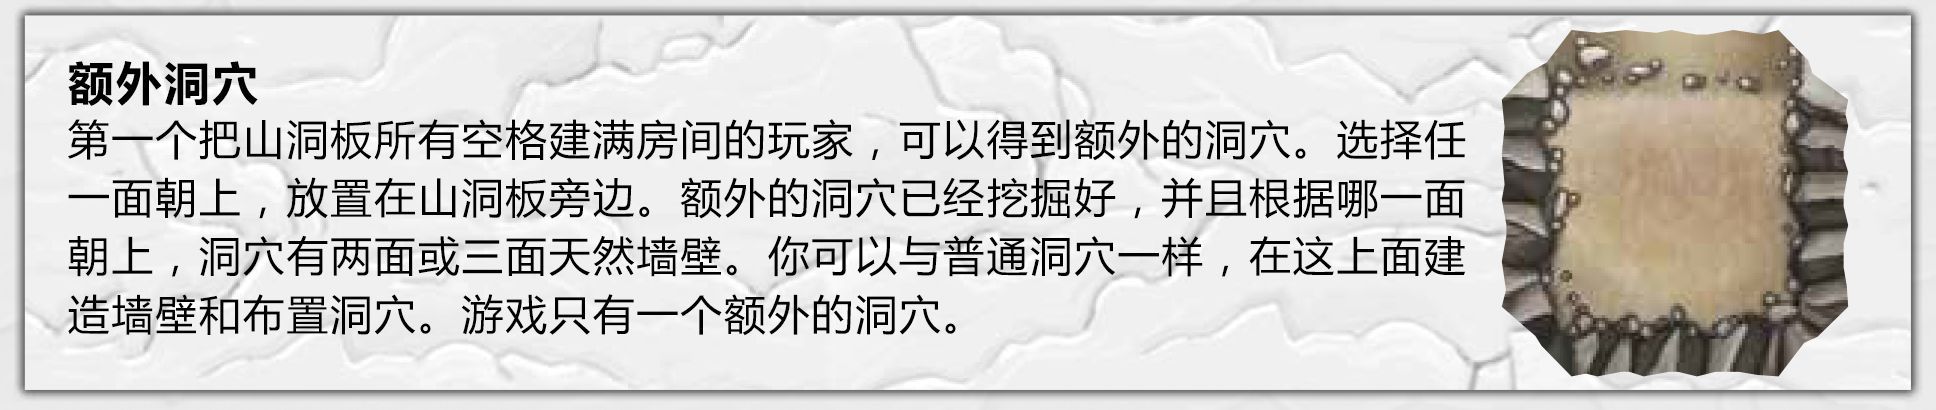 额外洞穴
第一个把山洞板所有空格建满房间的玩家，可以得到额外的洞穴。选择任
一面朝上，放置在山洞板旁边。额外的洞穴已经挖掘好，并且根据哪一面
朝上，洞穴有两面或三面天然墙壁。你可以与普通洞穴一样，在这上面建
造墙壁和布置洞穴。游戏只有一个额外的洞穴。